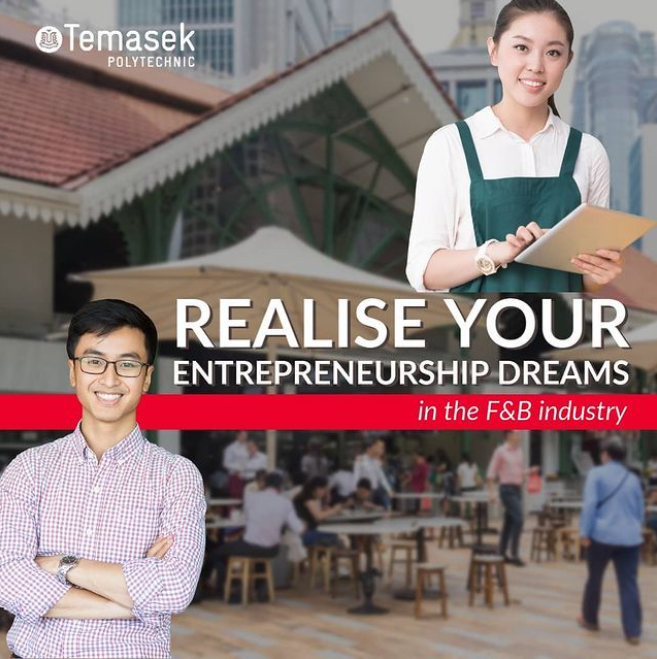 Temasek
POLYTECHNIC
REALISE YOUR
ENTREPRENEURSHIP DREAMS
in the F&B industry